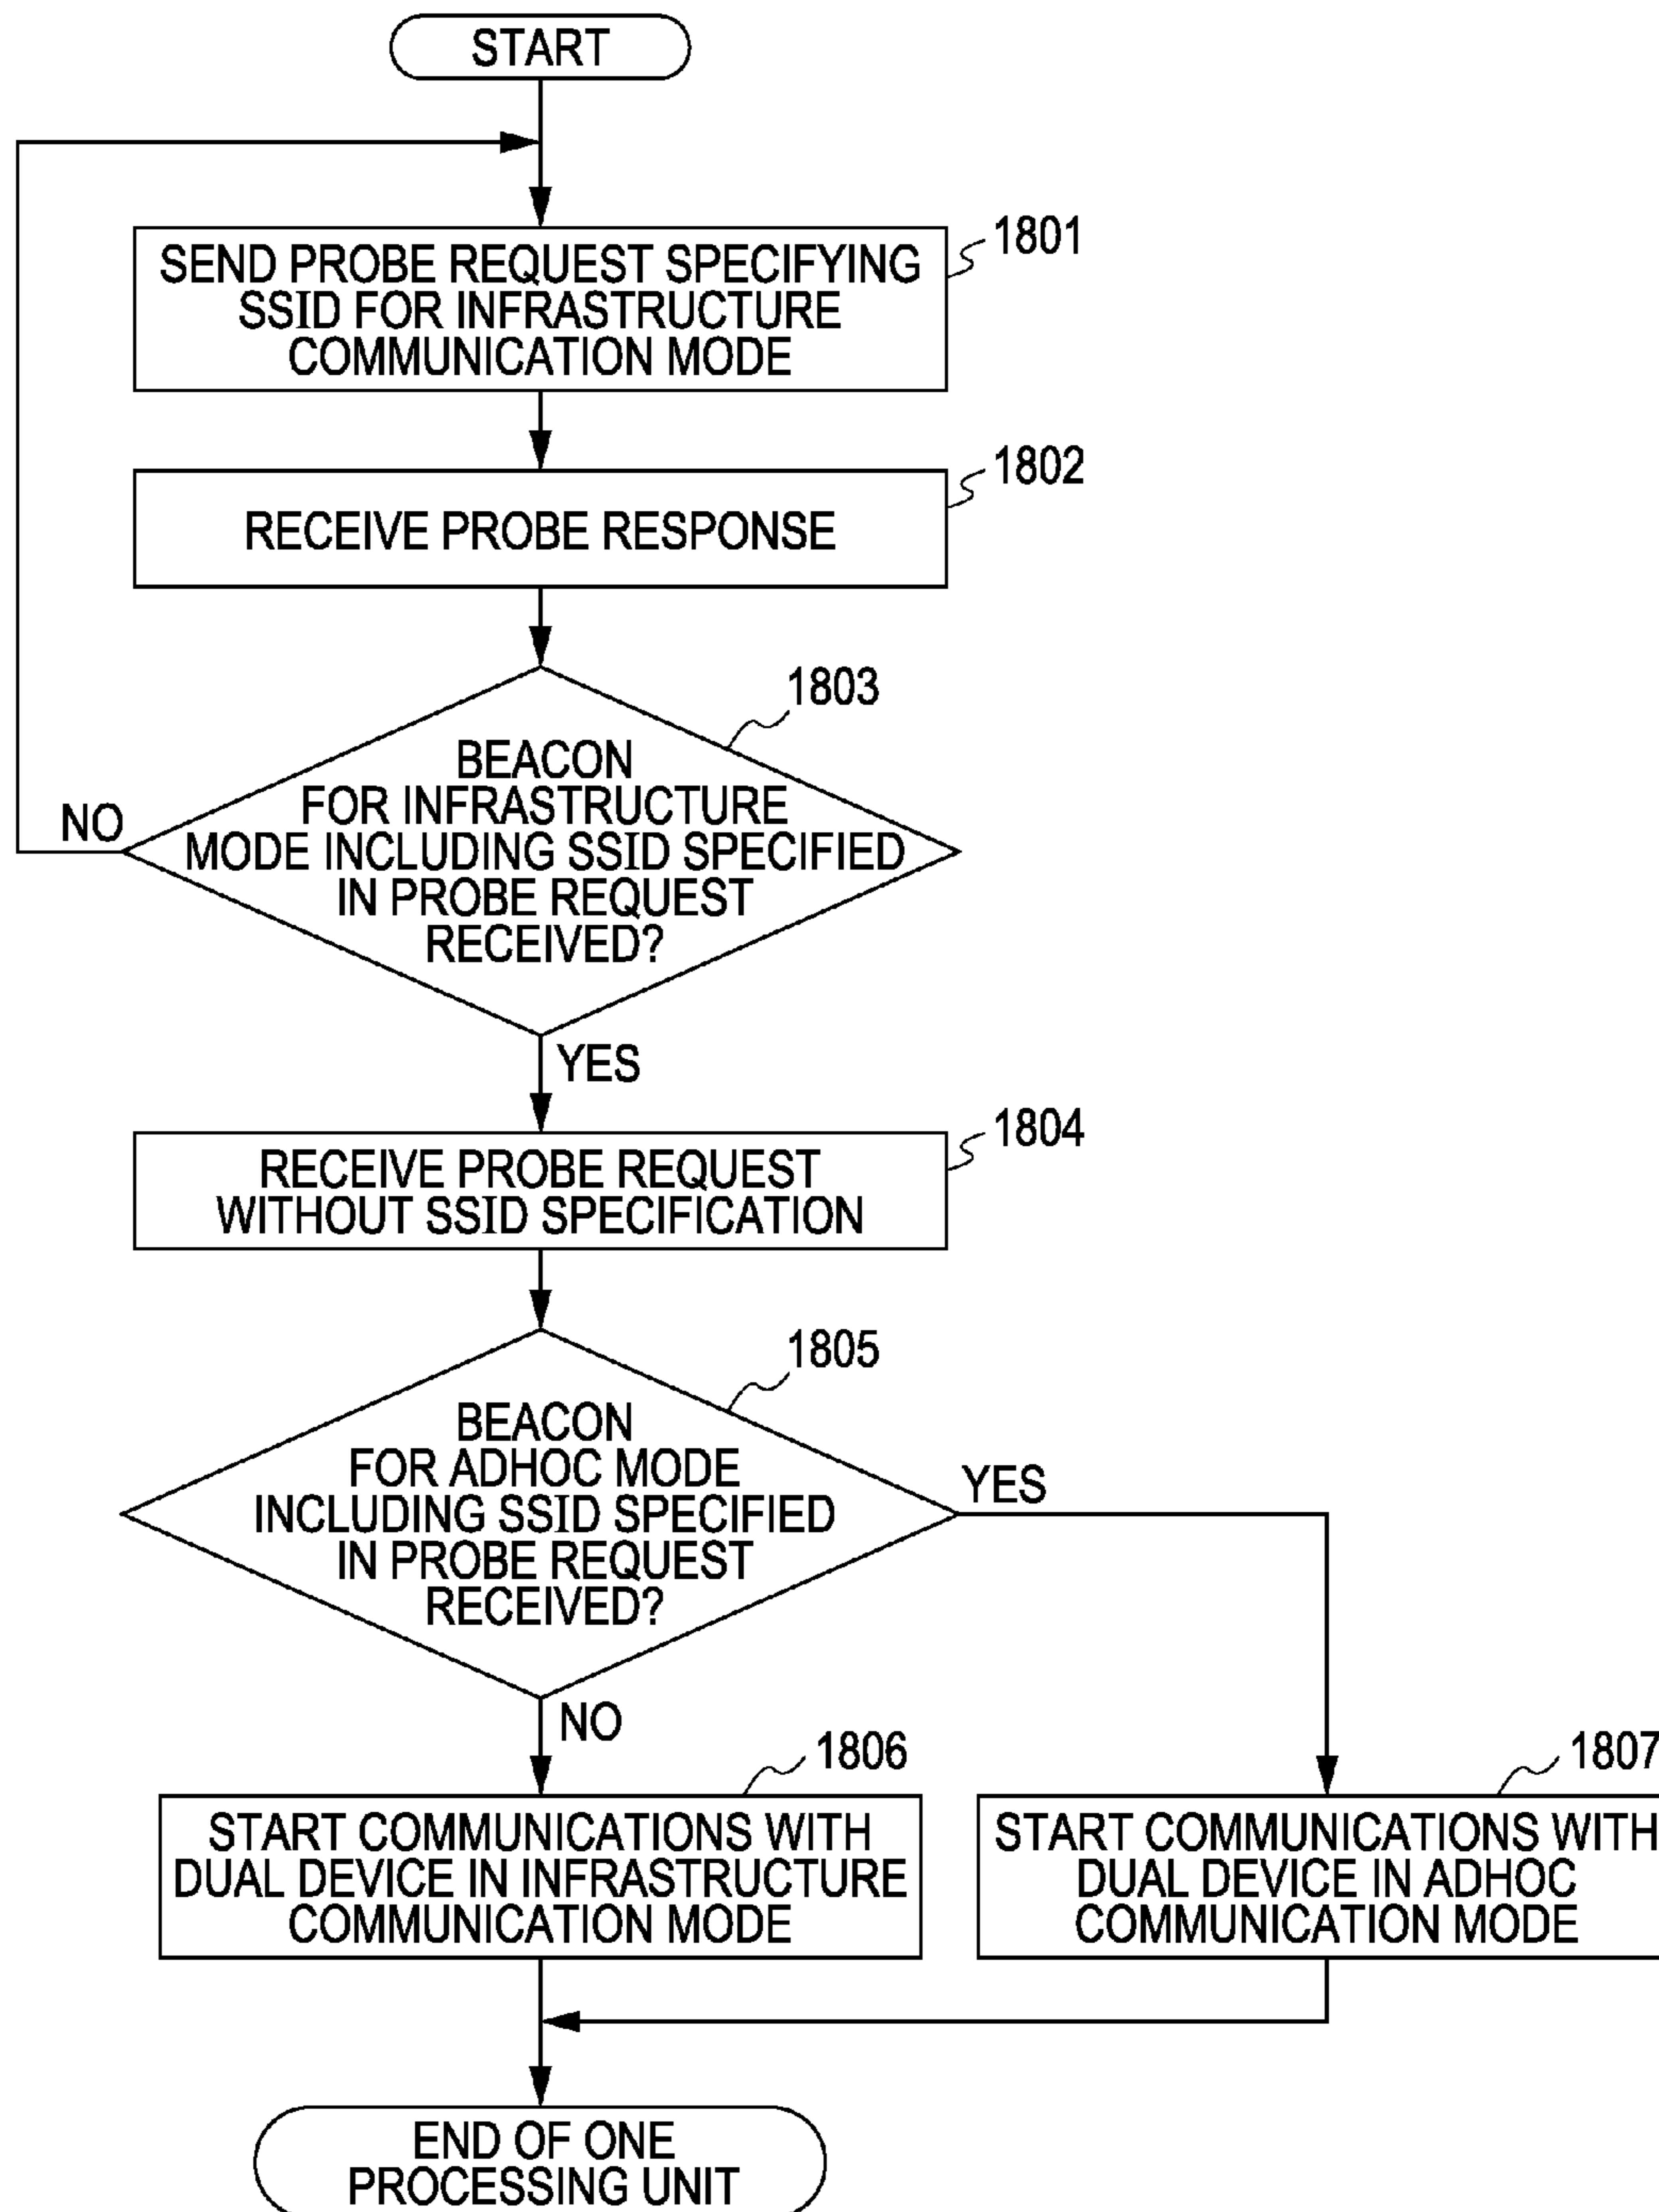 START
1801
SEND PROBE REQUEST SPECIFYING
SSID FOR INFRASTRUCTURE
COMMUNICATION MODE
1802
RECEIVE PROBE RESPONSE
1803
BEACON
FOR INFRASTRUCTURE
MODE INCLUDING SSID SPECIFIED
IN PROBE REQUEST
RECEIVED?
NO
YES
1804
RECEIVE PROBE REQUEST
WITHOUT SSID SPECIFICATION
1805
BEACON
FOR ADHOC MODE
INCLUDING SSID SPECIFIED
IN PROBE REQUEST
RECEIVED?
YES
NO
1806
START COMMUNICATIONS WITH
DUAL DEVICE IN INFRASTRUCTURE
COMMUNICATION MODE
1807
START COMMUNICATIONS WITH
DUAL DEVICE IN ADHOC
COMMUNICATION MODE
END OF ONE
PROCESSING UNIT